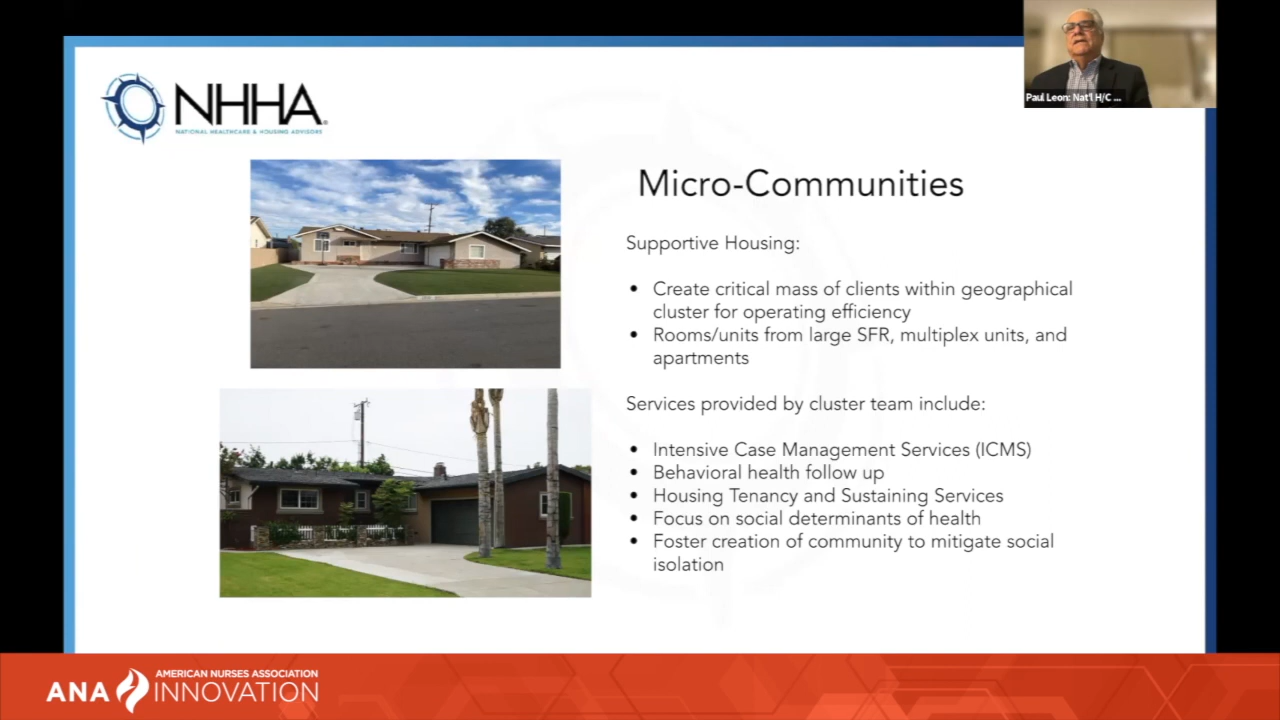 Paul Leon: Nat'l H/C ...
NHHA
NATIONAL HEALTHCARE & HOUSING ADVISORS
Micro-Communities
Supportive Housing:
• Create critical mass of clients within geographical
cluster for operating efficiency
• Rooms/units from large SFR, multiplex units, and
apartments
Services provided by cluster team include:
• Intensive Case Management Services (ICMS)
• Behavioral health follow up
• Housing Tenancy and Sustaining Services
• Focus on social determinants of health
• Foster creation of community to mitigate social
isolation
ANA
AMERICAN NURSES ASSOCIATION
INNOVATION